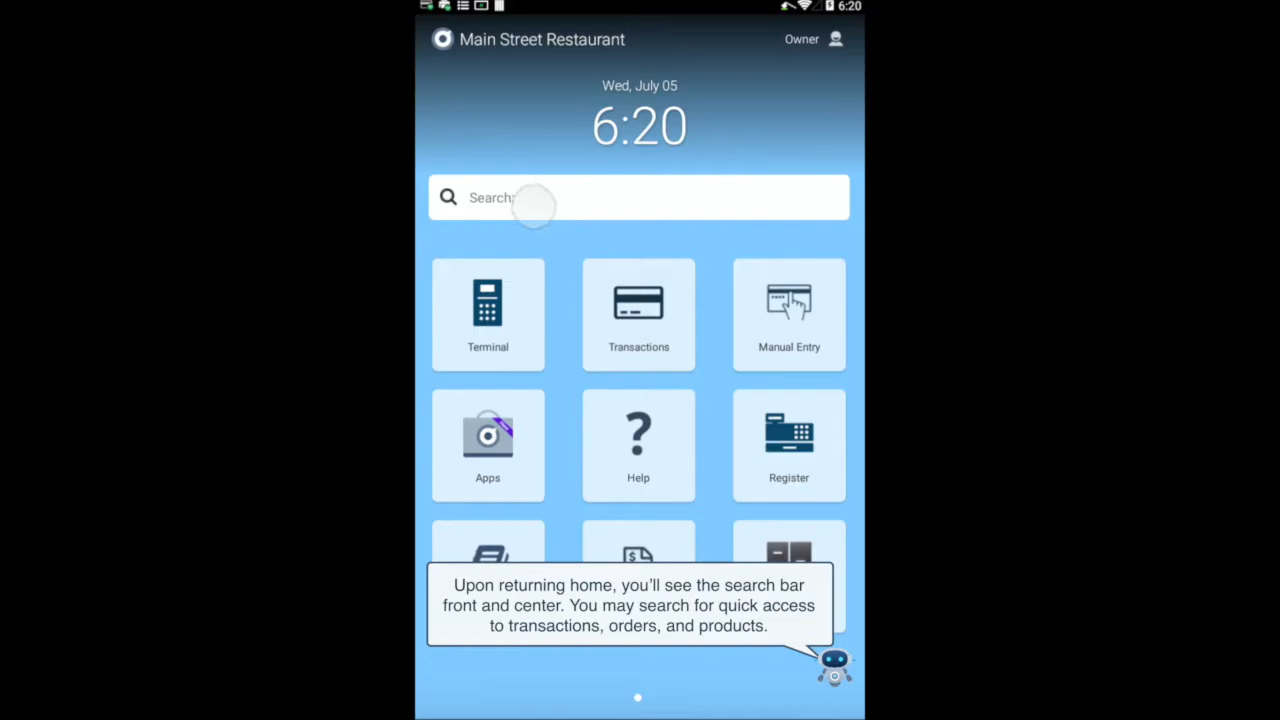 6:20
Main Street Restaurant
Owner
Wed, July 05
6:20
Search
Terminal
Transactions
Manual Entry
Apps
Help
Register
$
Upon returning home, you’ll see the search bar
front and center. You may search for quick access
to transactions, orders, and products.